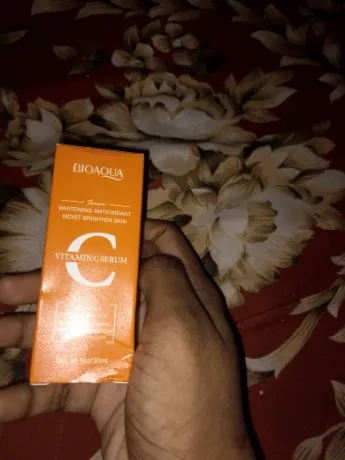 BIOAQUA
Serum
WHITENING ANTIOXIDANT
MOIST BRIGHTEN SKIN
C
VITAMIN C SERUM
1oz/30ml